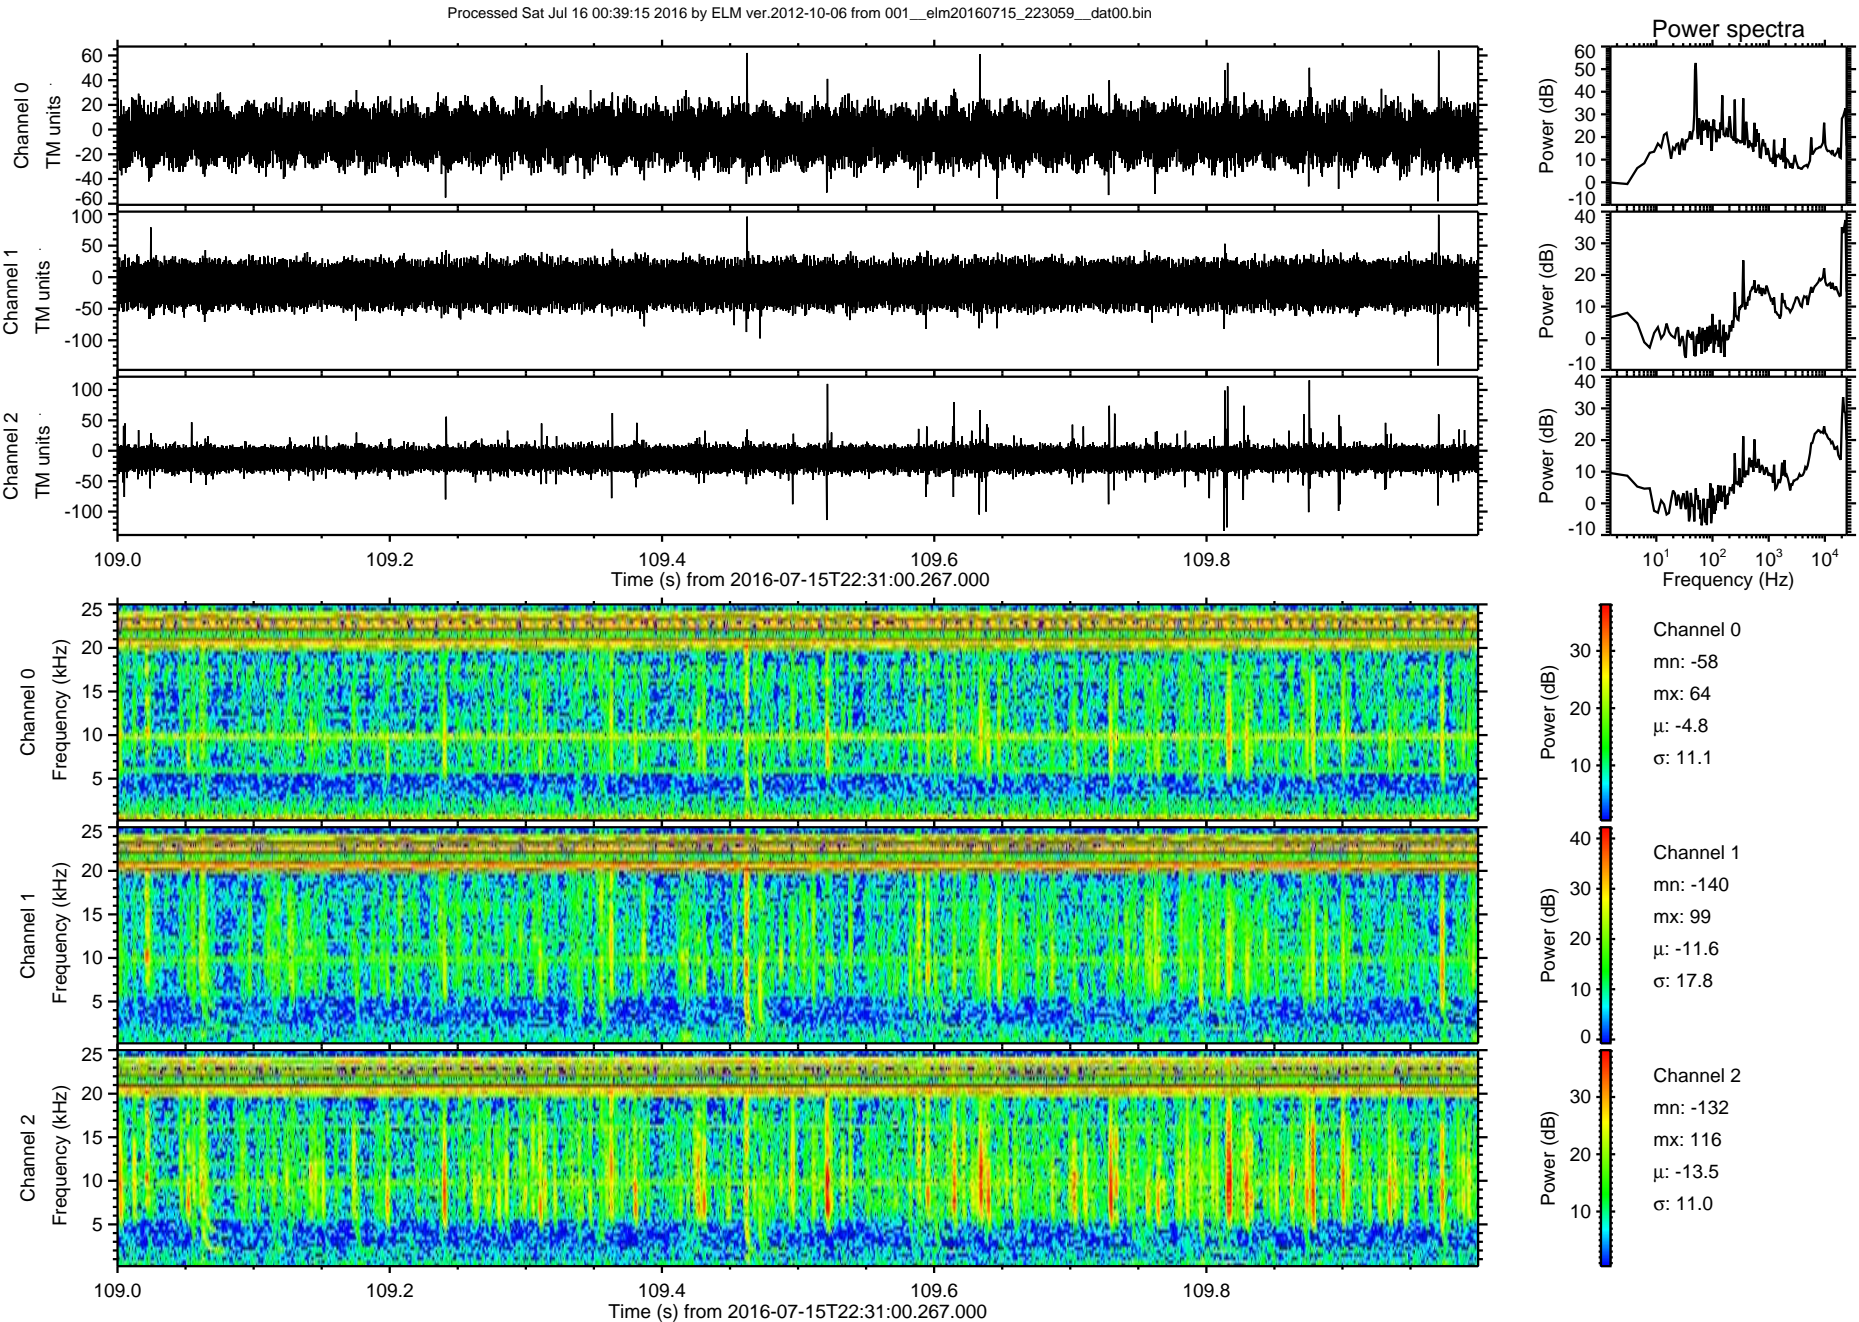 Processed Sat Jul 16 00:39:15 2016 by ELM ver.2012-10-06 from 001__elm20160715_223059__dat00.bin
Power spectra
Channel 0
TM units
60
40
20
0
-20
-40
-60
Power (dB)
60
50
40
30
20
10
0
-10
Channel 1
TM units
100
50
0
-50
-100
Power (dB)
40
30
20
10
0
-10
Channel 2
TM units
100
50
0
-50
-100
Power (dB)
40
30
20
10
0
-10
109.0 109.2 109.4 109.6 109.8
Time (s) from 2016-07-15T22:31:00.267.000
10¹ 10² 10³ 10⁴
Frequency (Hz)
Channel 0
Frequency (kHz)
25
20
15
10
5
Power (dB)
30
20
10
Channel 0
mn: -58
mx: 64
μ: -4.8
σ: 11.1
Channel 1
Frequency (kHz)
25
20
15
10
5
Power (dB)
40
30
20
10
0
Channel 1
mn: -140
mx: 99
μ: -11.6
σ: 17.8
Channel 2
Frequency (kHz)
25
20
15
10
5
Power (dB)
30
20
10
Channel 2
mn: -132
mx: 116
μ: -13.5
σ: 11.0
109.0 109.2 109.4 109.6 109.8
Time (s) from 2016-07-15T22:31:00.267.000